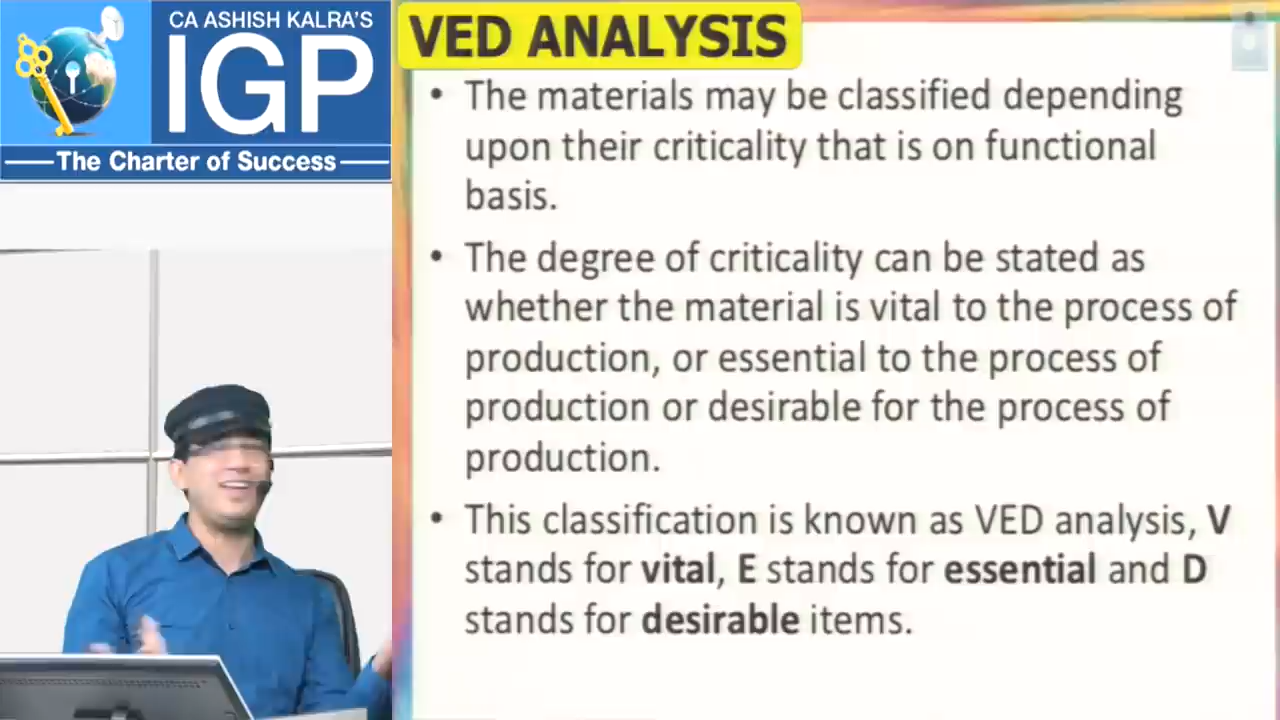 CA ASHISH KALRA'S
IGP
The Charter of Success
VED ANALYSIS
• The materials may be classified depending
upon their criticality that is on functional
basis.
• The degree of criticality can be stated as
whether the material is vital to the process of
production, or essential to the process of
production or desirable for the process of
production.
• This classification is known as VED analysis, V
stands for vital, E stands for essential and D
stands for desirable items.